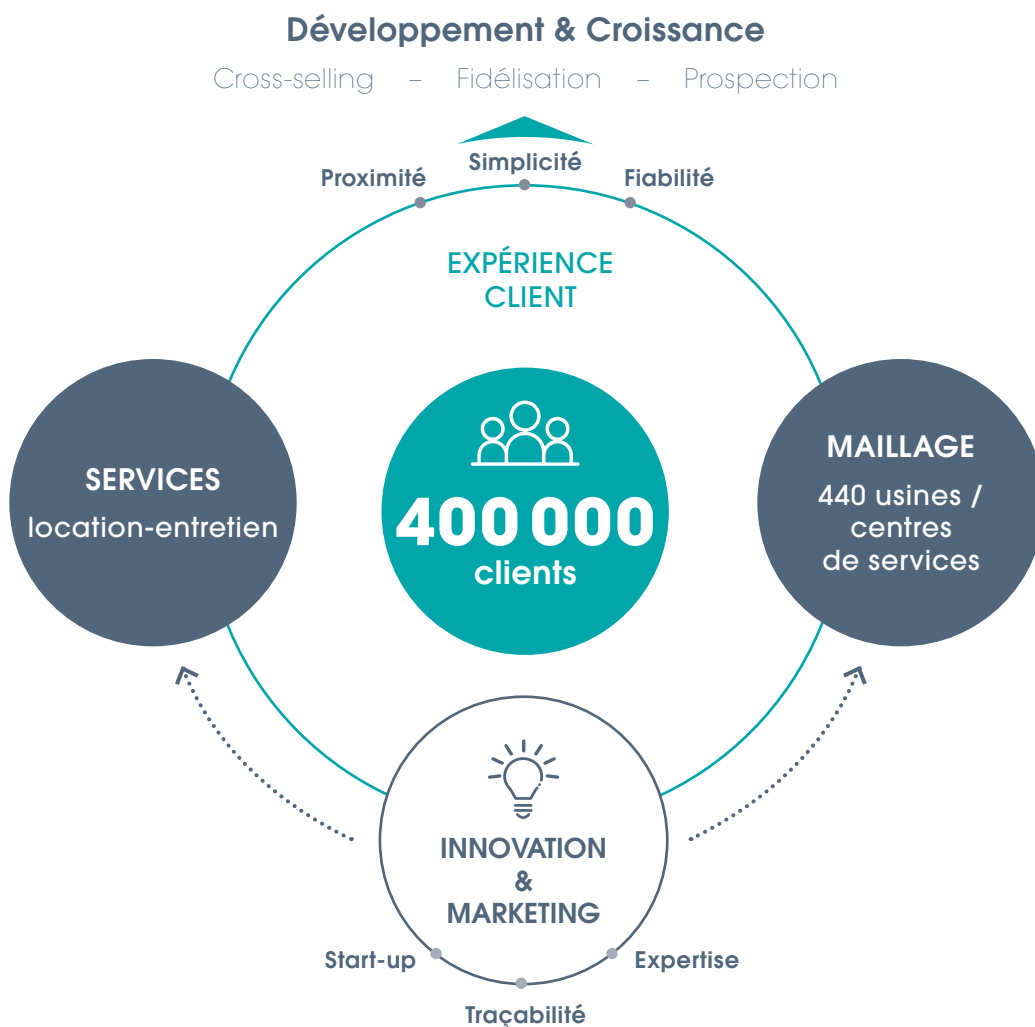 Développement & Croissance
Cross-selling – Fidélisation – Prospection
Proximité
Simplicité
Fiabilité
EXPÉRIENCE
CLIENT
SERVICES
location-entretien
400 000
clients
MAILLAGE
440 usines /
centres
de services
INNOVATION
&
MARKETING
Start-up
Traçabilité
Expertise